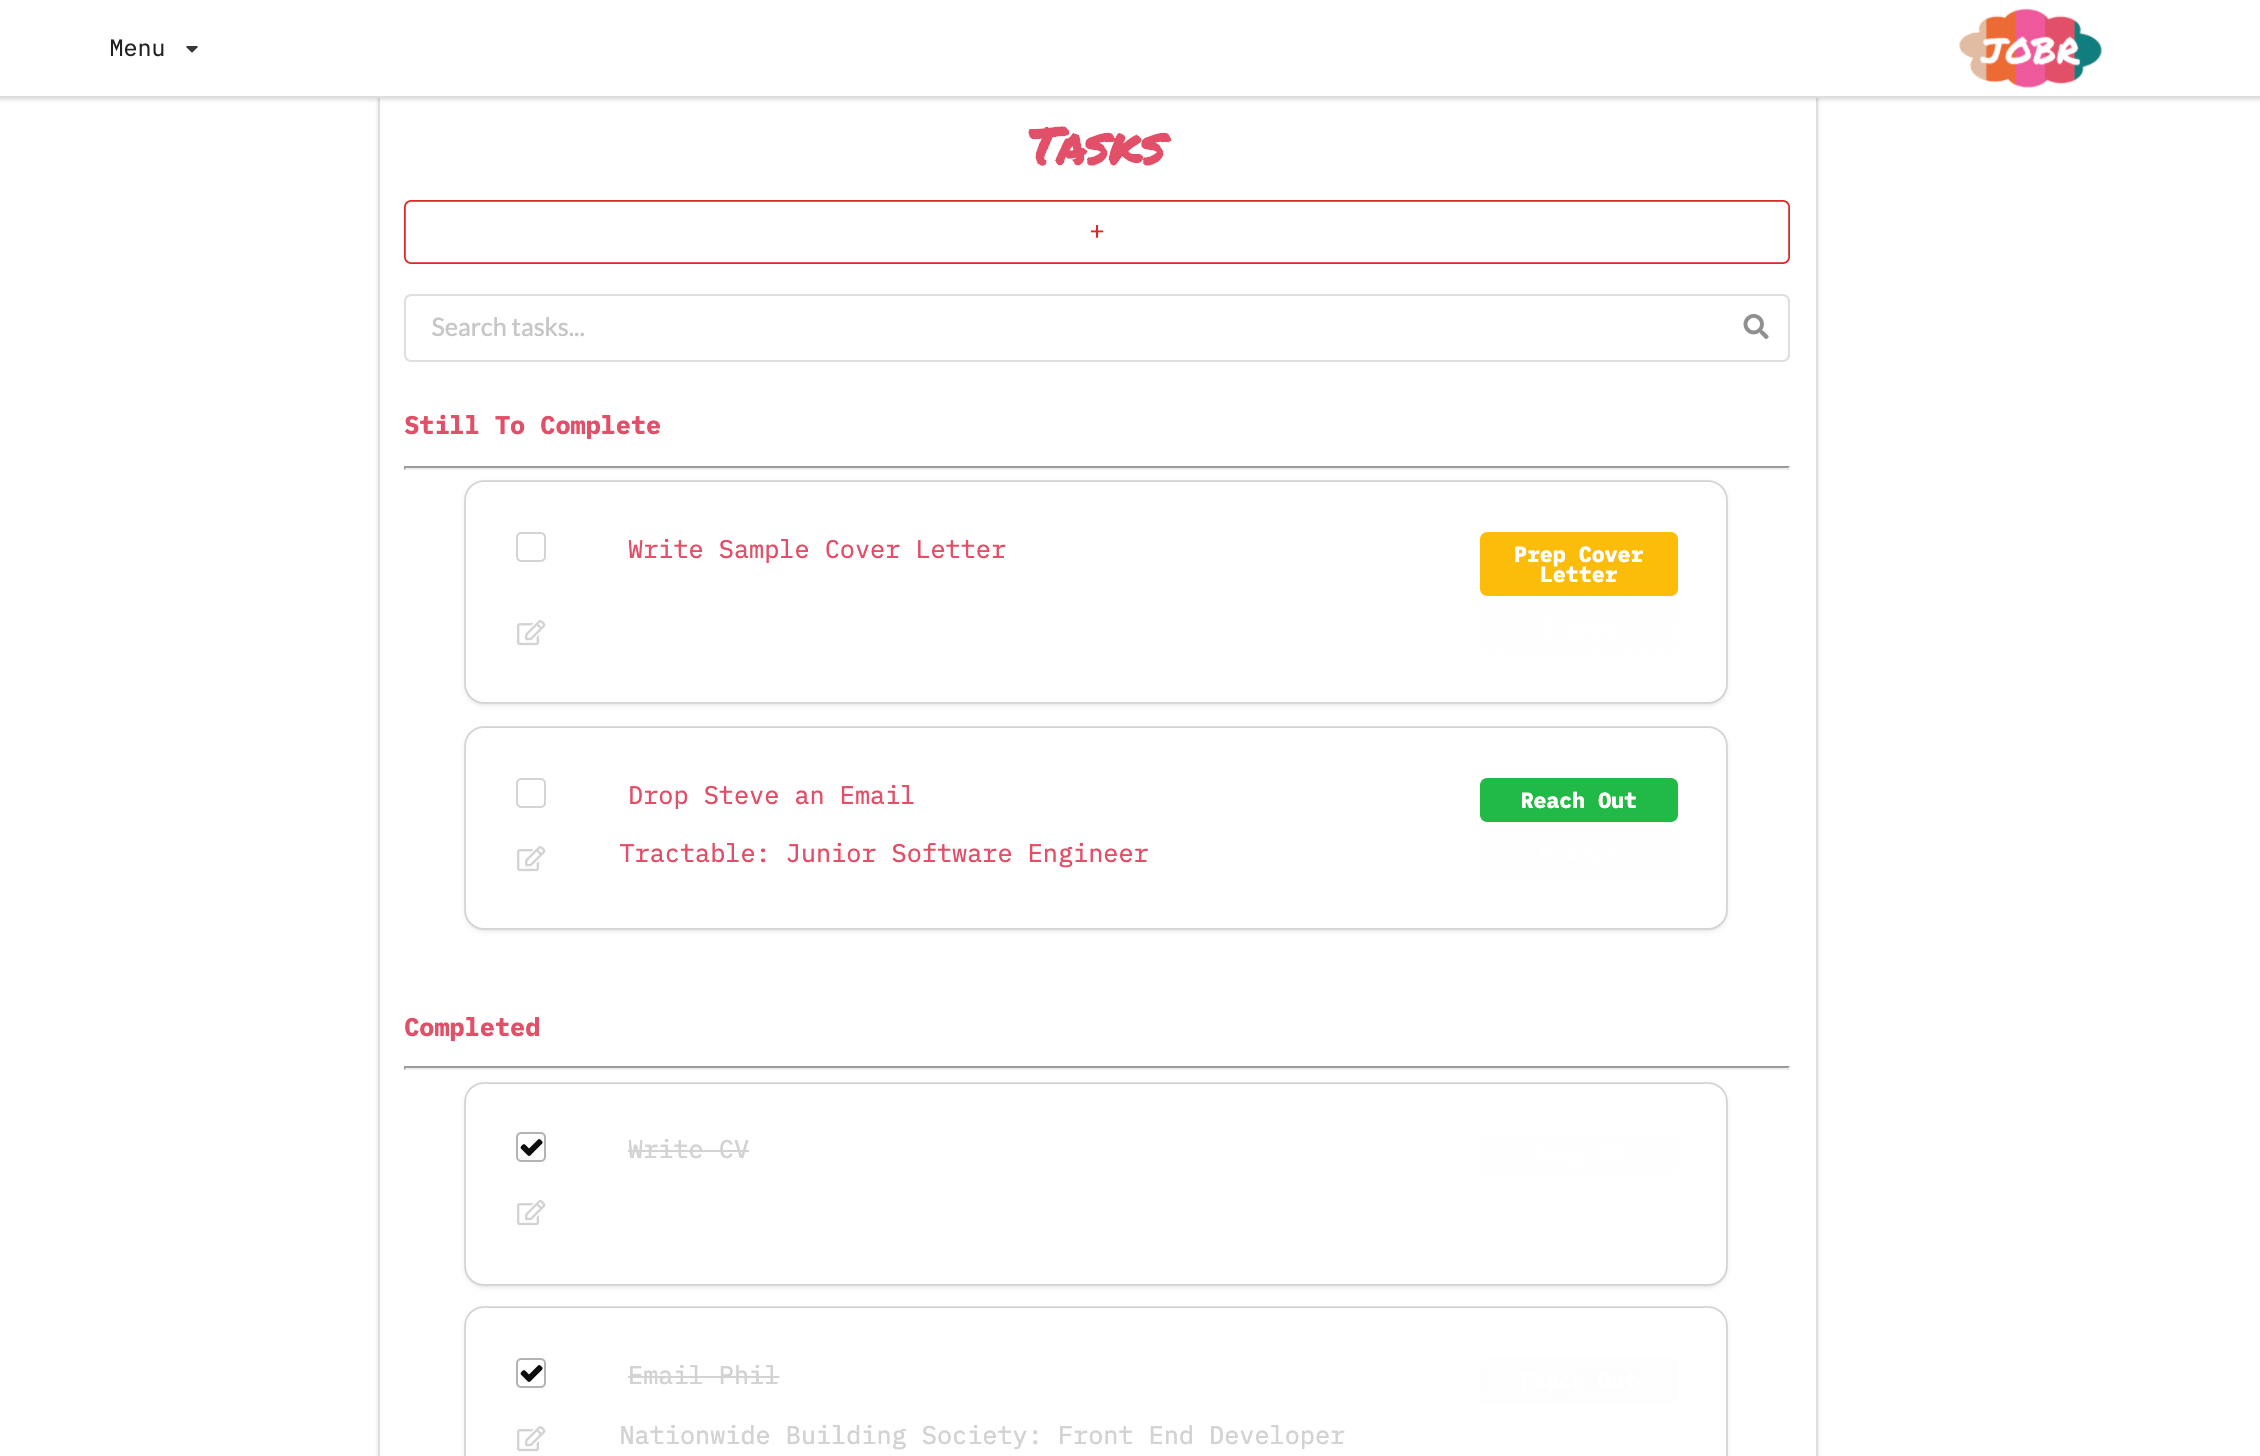 Menu
JOBR
Tasks
+
Search tasks...
Still To Complete
Write Sample Cover Letter
Prep Cover
Letter
Drop Steve an Email
Reach Out
Tractable: Junior Software Engineer
Completed
Write CV
Email Phil
Nationwide Building Society: Front End Developer